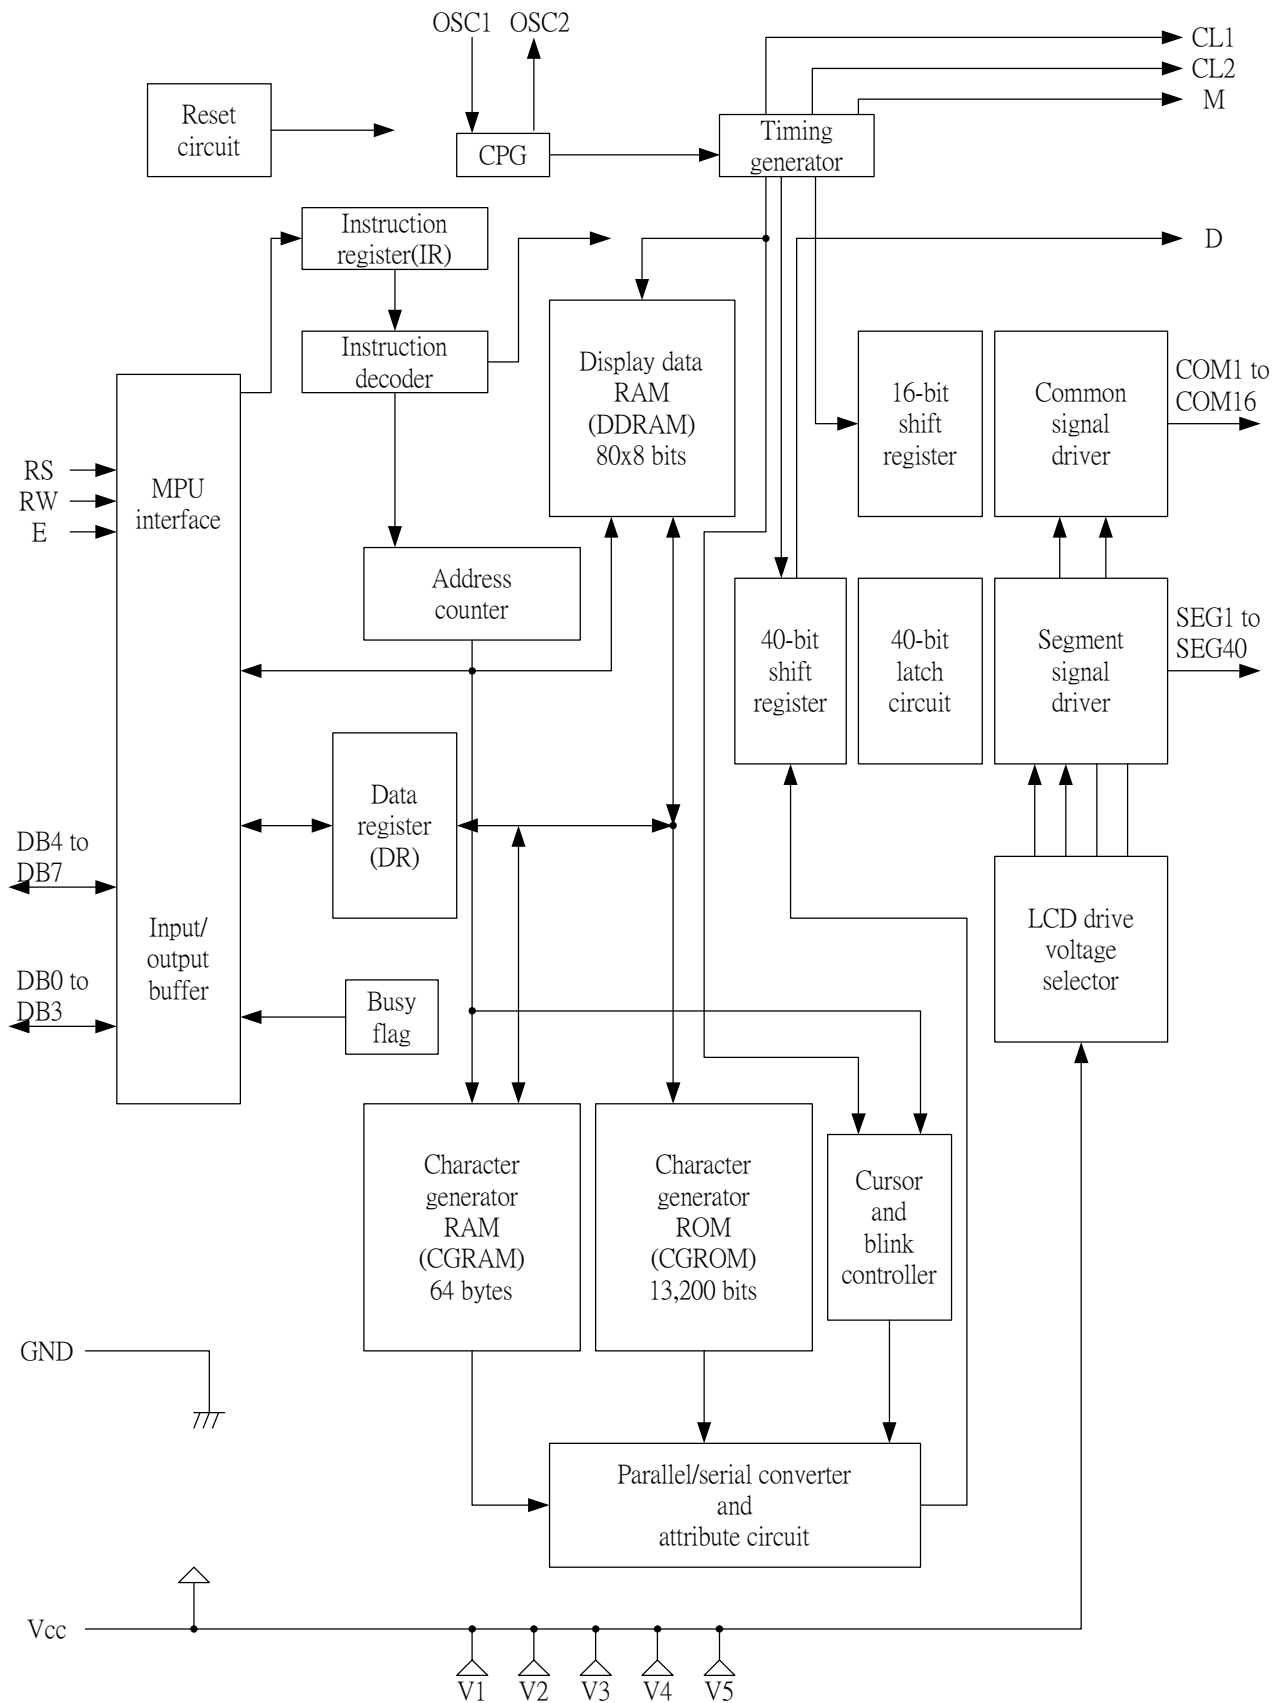 OSC1 OSC2
CL1
CL2
M
Reset
circuit
CPG
Timing
generator
Instruction
register(IR)
D
Instruction
decoder
Display data
RAM
(DDRAM)
80x8 bits
16-bit
shift
register
Common
signal
driver
COM1 to
COM16
RS
RW
E
MPU
interface
Address
counter
40-bit
shift
register
40-bit
latch
circuit
Segment
signal
driver
SEG1 to
SEG40
Data
register
(DR)
DB4 to
DB7
Input/
output
buffer
LCD drive
voltage
selector
DB0 to
DB3
Busy
flag
Character
generator
RAM
(CGRAM)
64 bytes
Character
generator
ROM
(CGROM)
13,200 bits
Cursor
and
blink
controller
GND
Parallel/serial converter
and
attribute circuit
Vcc
V1 V2 V3 V4 V5